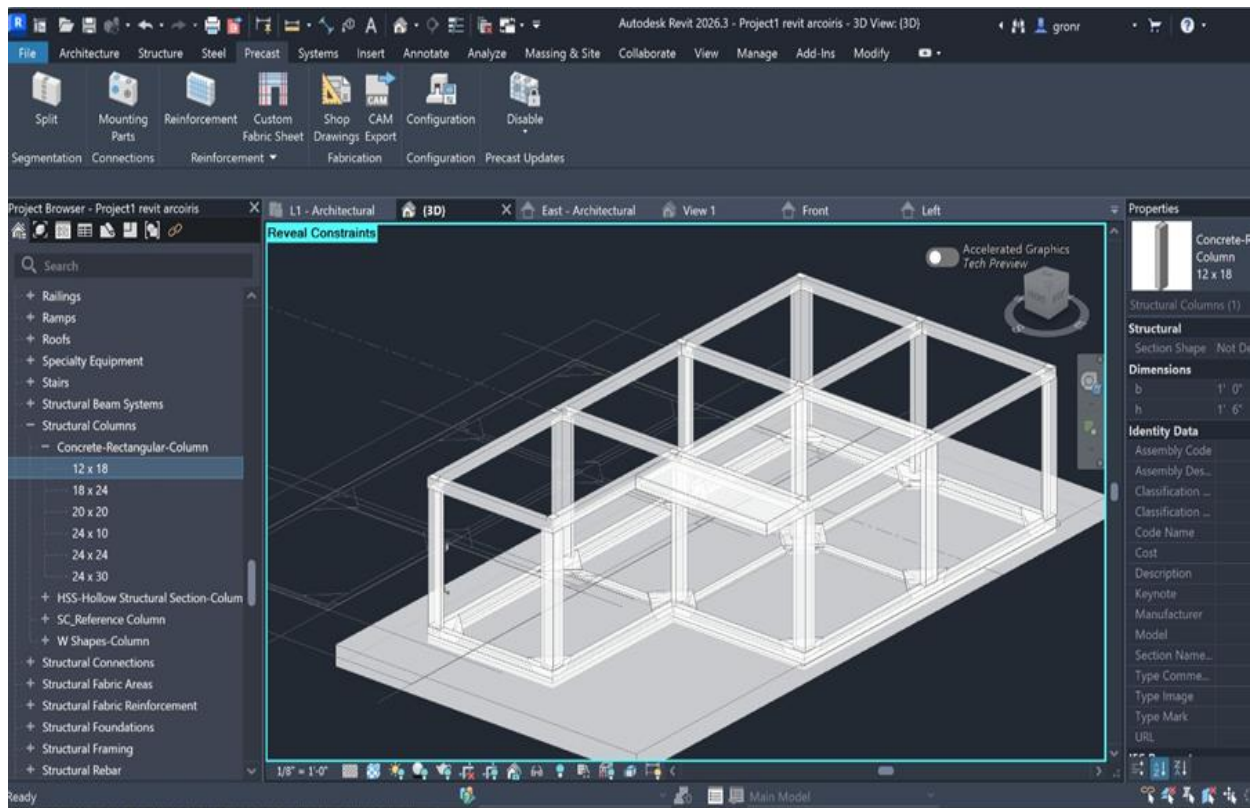 Autodesk Revit 2026.3 - Project1 revit arcoiris - 3D View: {3D}
gronr
File Architecture Structure Steel Precast Systems Insert Annotate Analyze Massing & Site Collaborate View Manage Add-Ins Modify
Split
Mounting Parts
Reinforcement
Custom Fabric Sheet
Shop Drawings
CAM
CAM Export
Configuration
Disable
Segmentation Connections Reinforcement Fabrication Configuration Precast Updates
Project Browser - Project1 revit arcoiris
L1 - Architectural
{3D}
East - Architectural
View 1
Front
Left
Search
Railings
Ramps
Roofs
Specialty Equipment
Stairs
Structural Beam Systems
Structural Columns
Concrete-Rectangular-Column
12 x 18
18 x 24
20 x 20
24 x 10
24 x 24
24 x 30
HSS-Hollow Structural Section-Colum
SC_Reference Column
W Shapes-Column
Structural Connections
Structural Fabric Areas
Structural Fabric Reinforcement
Structural Foundations
Structural Framing
Structural Rebar
Reveal Constraints
Accelerated Graphics
Tech Preview
1/8" = 1'-0"
Properties
Concrete-R
Column
12 x 18
Structural Columns (1)
Structural
Section Shape Not De
Dimensions
b 1' 0"
h 1' 6"
Identity Data
Assembly Code
Assembly Des...
Classification ...
Classification ...
Code Name
Cost
Description
Keynote
Manufacturer
Model
Section Name...
Type Comme...
Type Image
Type Mark
URL
Ready
Main Model